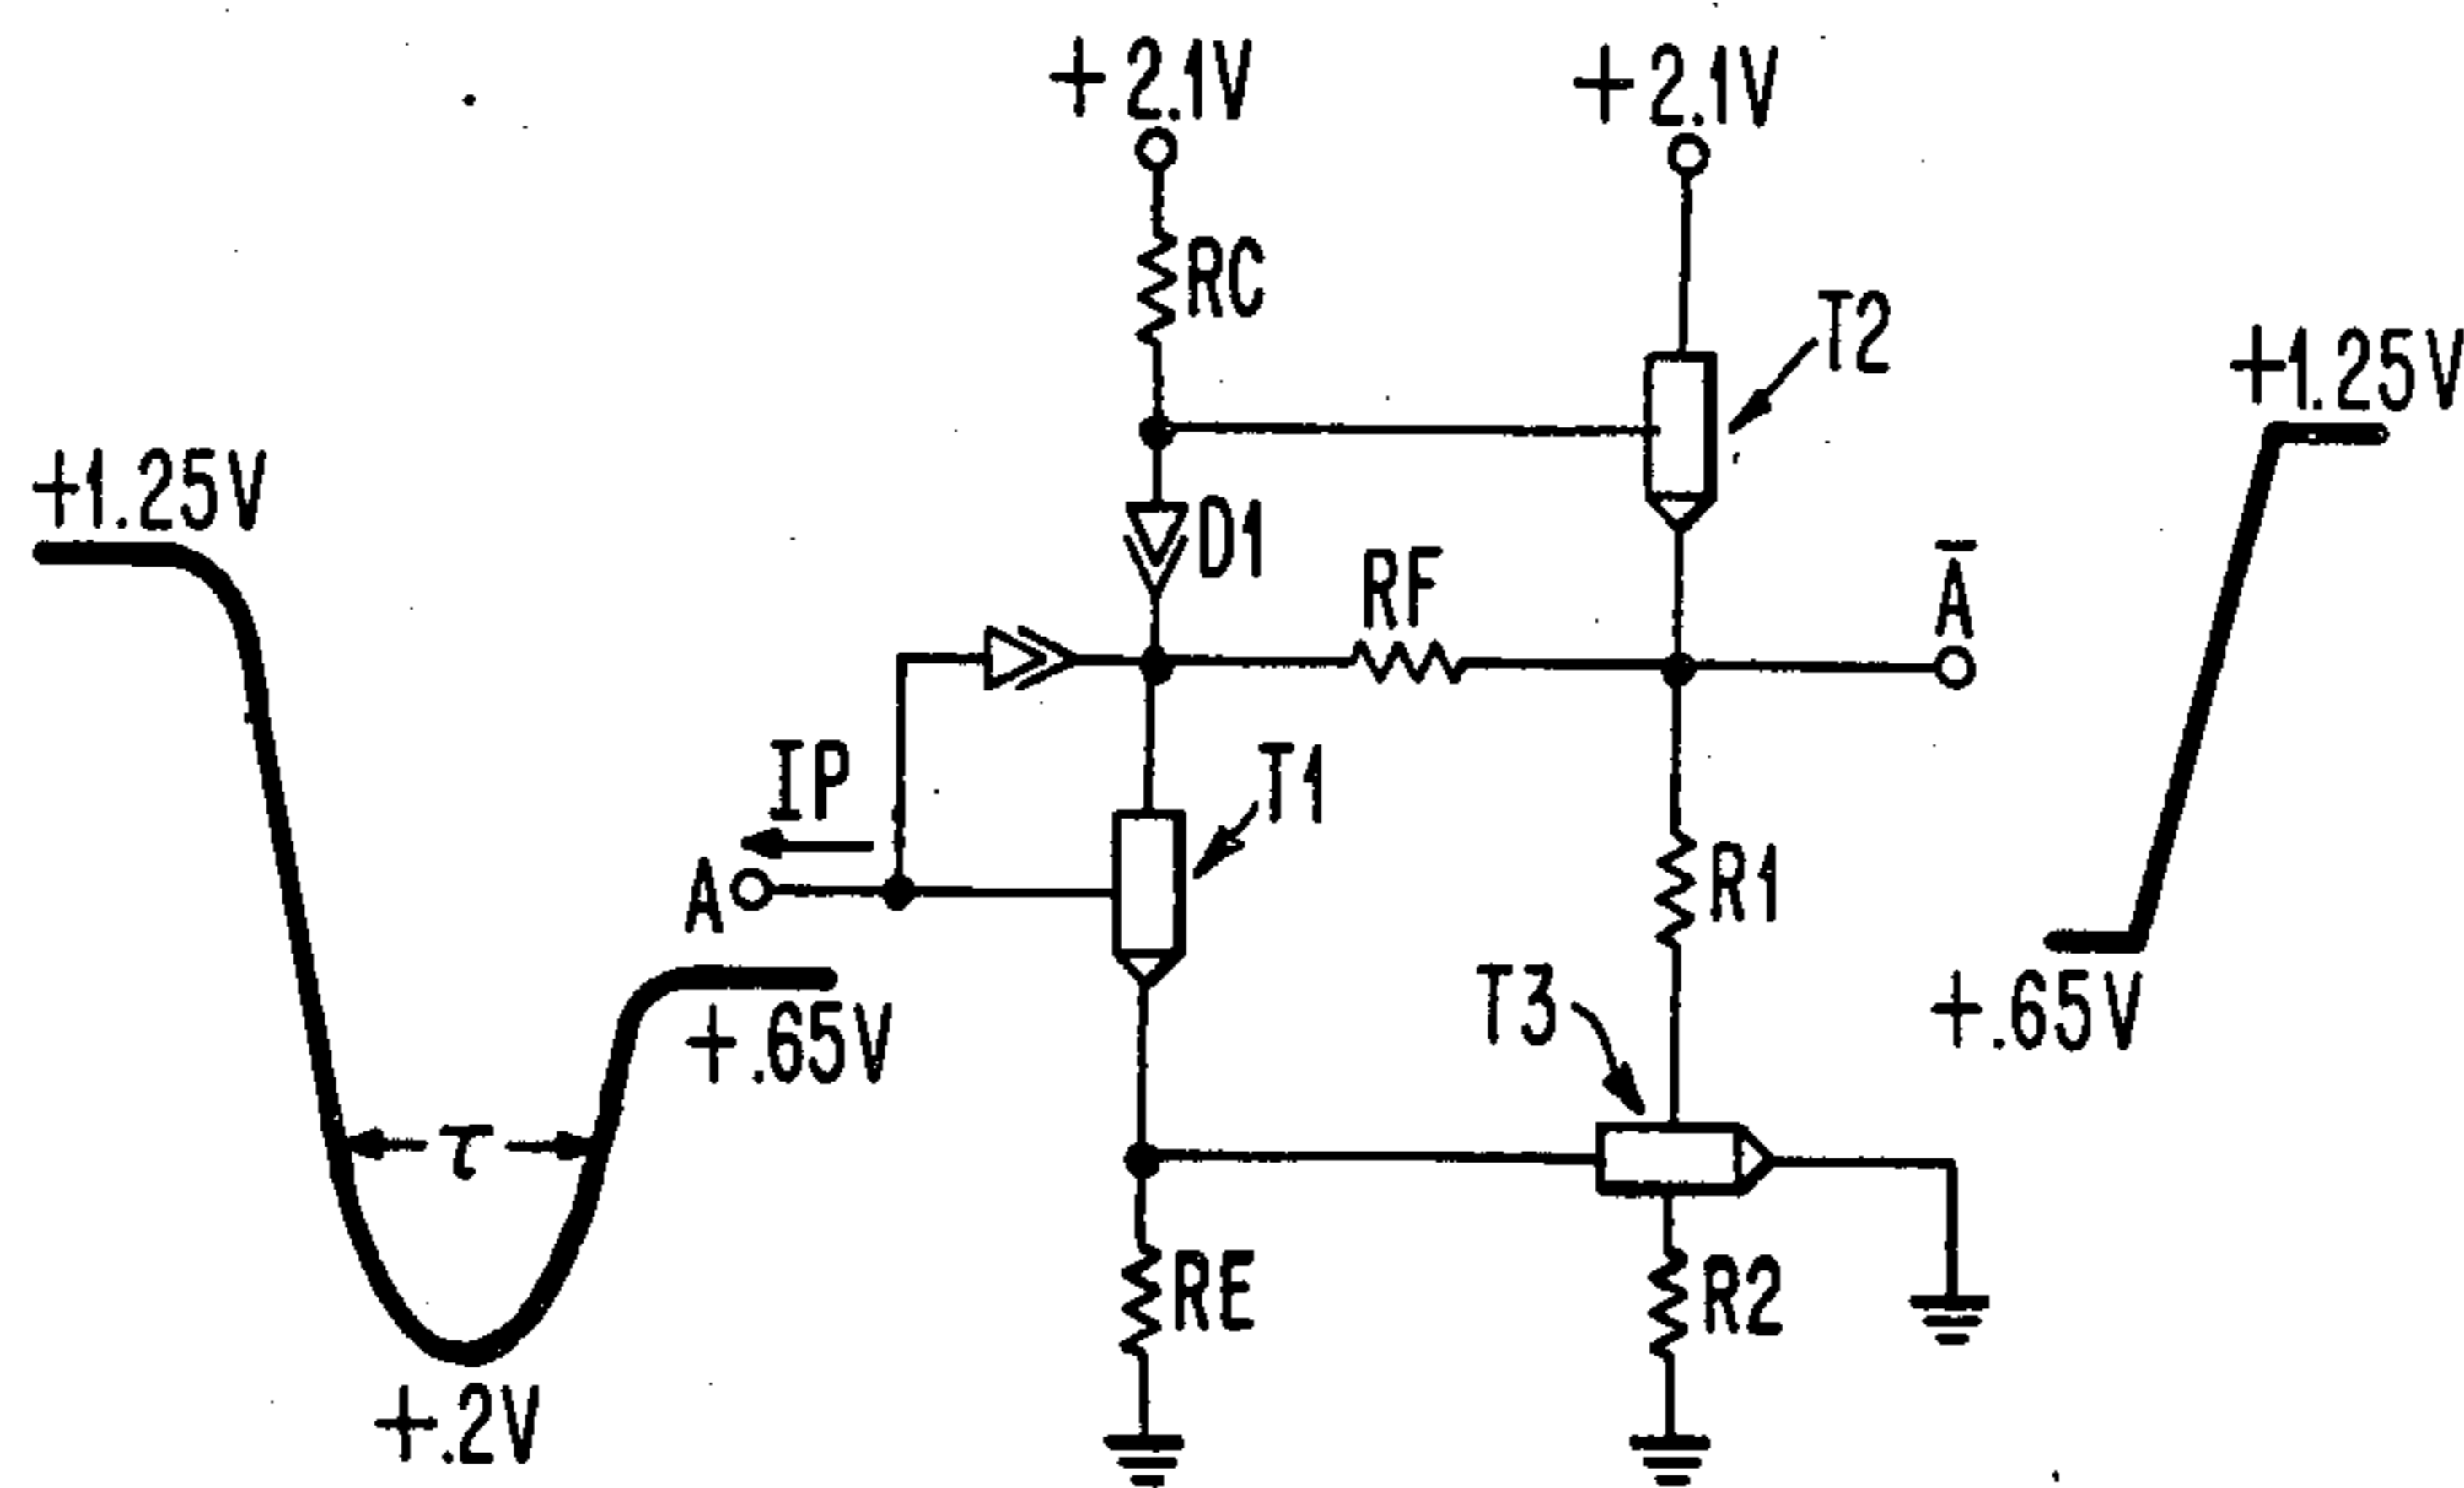 +2.1V
+2.1V
RC
T2
+1.25V
+1.25V
D1
RF
Ā
IP
T1
A
R1
+.65V
T3
+.65V
τ
RE
R2
+.2V